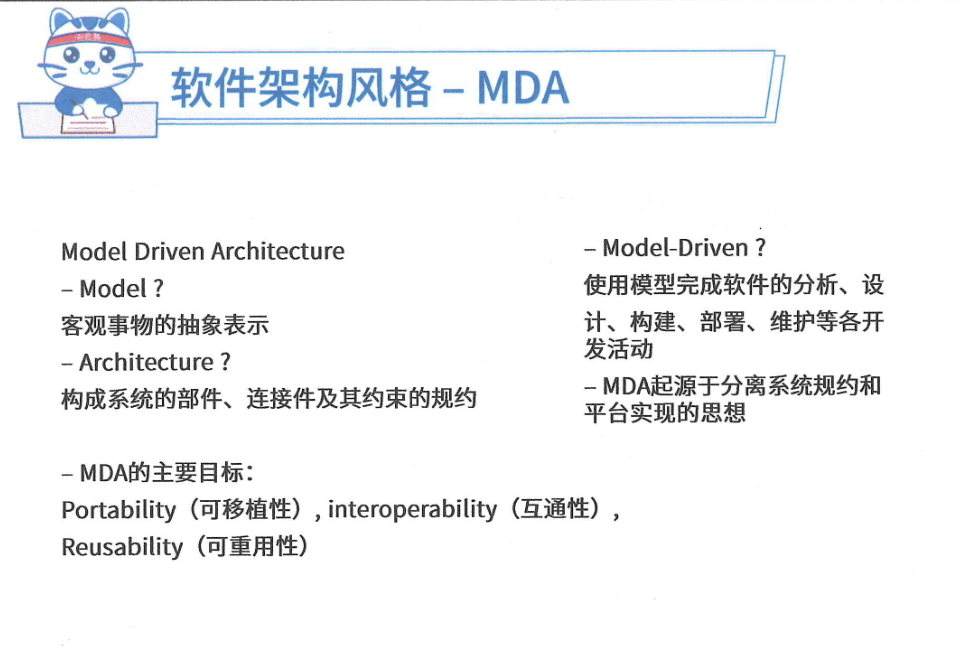 软件架构风格 – MDA
Model Driven Architecture
– Model ?
客观事物的抽象表示
– Architecture ?
构成系统的部件、连接件及其约束的规约
– Model-Driven ?
使用模型完成软件的分析、设
计、构建、部署、维护等各开
发活动
– MDA起源于分离系统规约和
平台实现的思想
– MDA的主要目标：
Portability（可移植性）, interoperability（互通性）,
Reusability（可重用性）